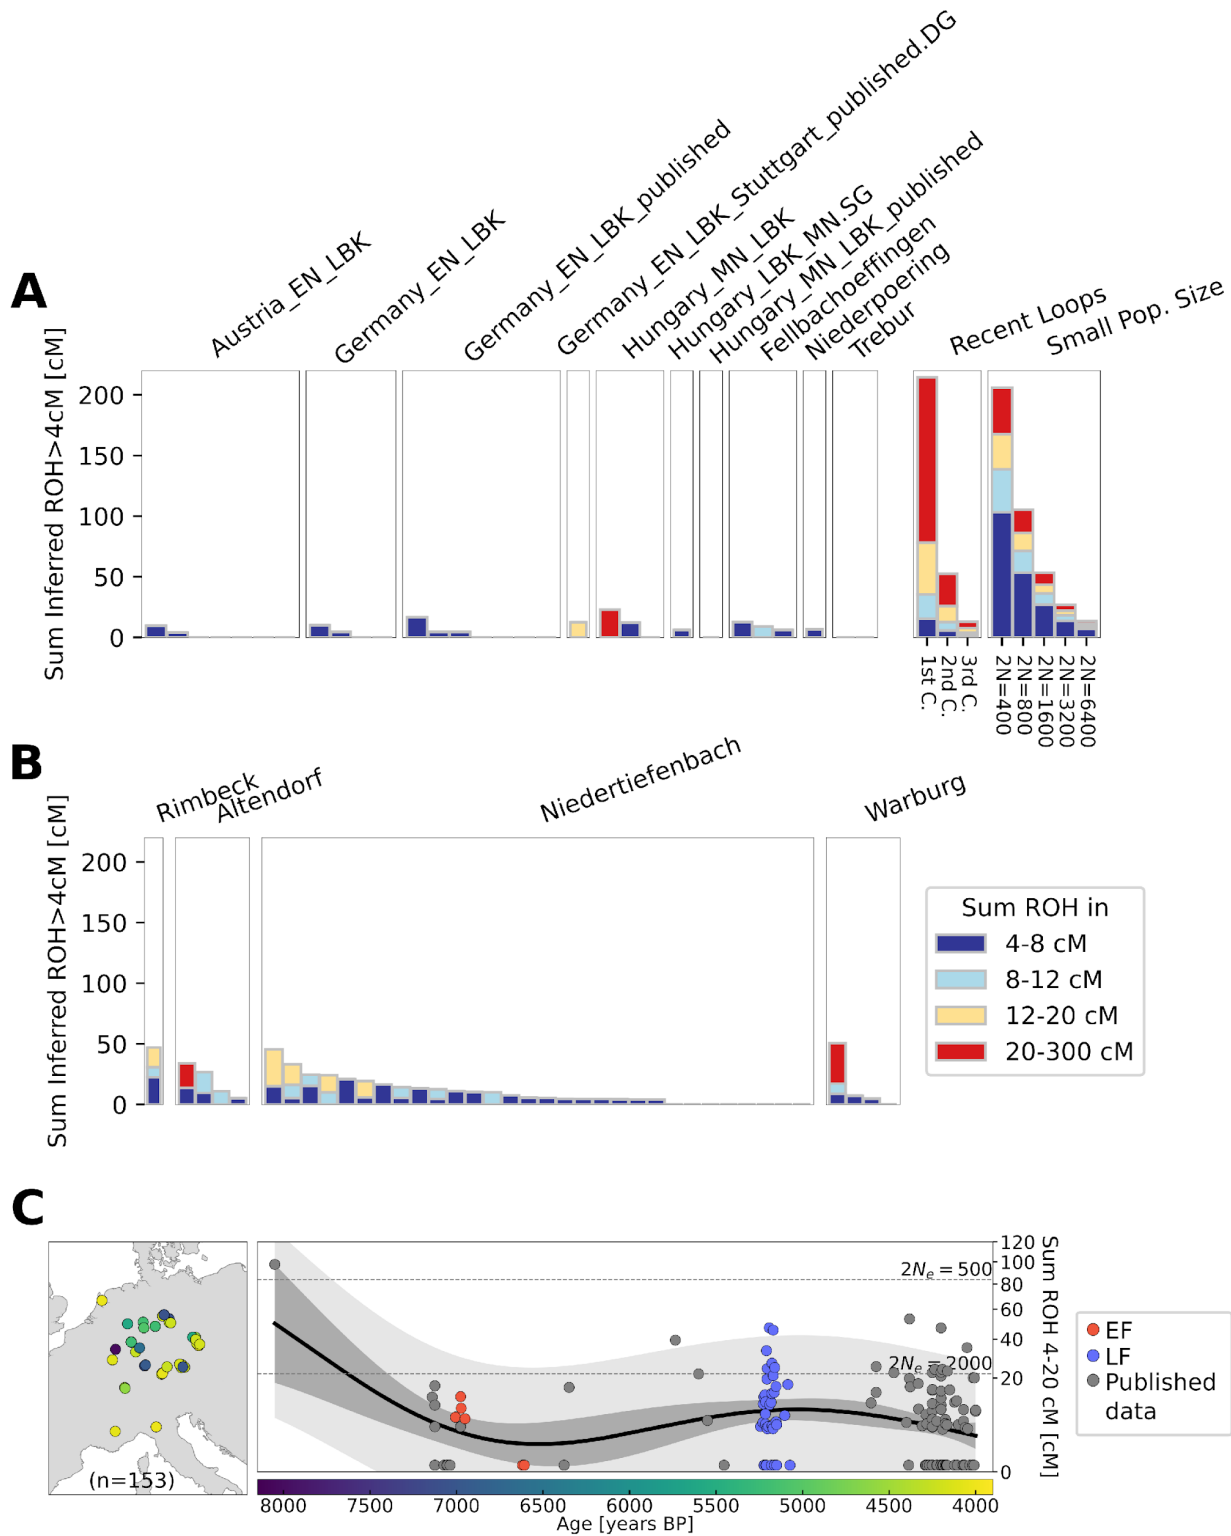 A
Sum Inferred ROH>4cM [cM]
200
150
100
50
0
Austria_EN_LBK
Germany_EN_LBK
Germany_EN_LBK_published
Germany_EN_LBK_Stuttgart_published.DG
Hungary_MN_LBK
Hungary_LBK_MN.SG
Hungary_MN_LBK_published
Fellbachoeffingen
Niederpoering
Trebur
Recent Loops
Small Pop. Size
1st C.
2nd C.
3rd C.
2N=400
2N=800
2N=1600
2N=3200
2N=6400
B
Sum Inferred ROH>4cM [cM]
200
150
100
50
0
Rimbeck
Altendorf
Niedertiefenbach
Warburg
Sum ROH in
4-8 cM
8-12 cM
12-20 cM
20-300 cM
C
(n=153)
2Nₑ = 500
2Nₑ = 2000
120
100
80
60
40
20
0
Sum ROH 4-20 cM [cM]
8000 7500 7000 6500 6000 5500 5000 4500 4000
Age [years BP]
EF
LF
Published
data